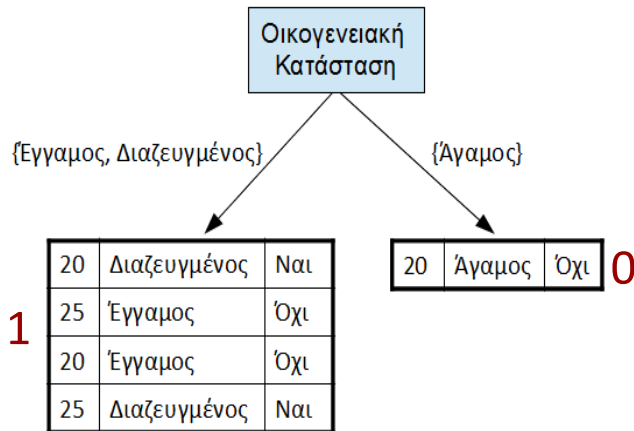 Οικογενειακή
Κατάσταση
{Έγγαμος, Διαζευγμένος}
{Άγαμος}
20 Διαζευγμένος Ναι
25 Έγγαμος Όχι
20 Έγγαμος Όχι
25 Διαζευγμένος Ναι
1
20 Άγαμος Όχι
0